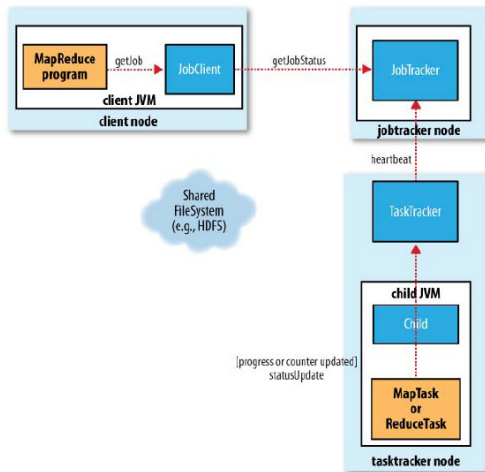 MapReduce
program
getJob
JobClient
client JVM
client node
getJobStatus
JobTracker
jobtracker node
heartbeat
Shared
FileSystem
(e.g., HDFS)
TaskTracker
child JVM
Child
[progress or counter updated]
statusUpdate
MapTask
or
ReduceTask
tasktracker node